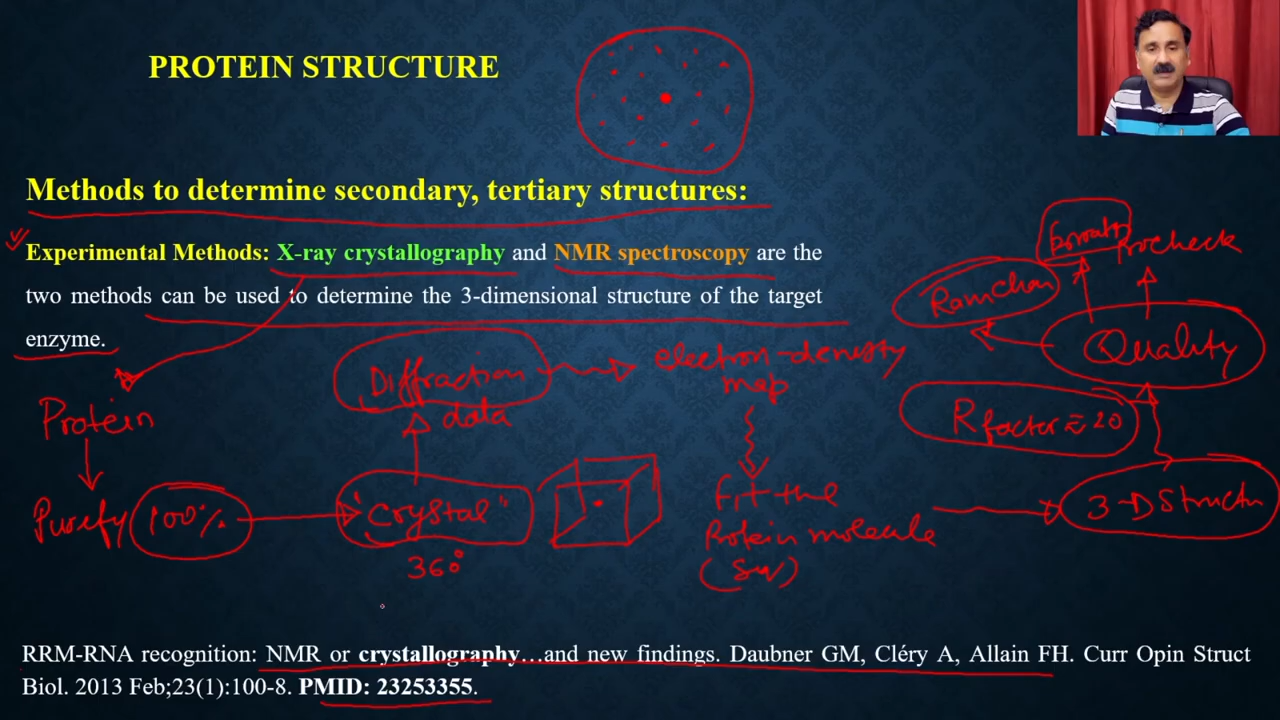 PROTEIN STRUCTURE
Methods to determine secondary, tertiary structures:
Experimental Methods: X-ray crystallography and NMR spectroscopy are the
two methods can be used to determine the 3-dimensional structure of the target
enzyme.
Procheck
Ramchan
Quality
Diffraction
data
electron-density
map
Rfactor ≈ 20
Protein
Purify 100%
"Crystal"
360°
Fit the
Protein molecule
3-D Structr
RRM-RNA recognition: NMR or crystallography…and new findings. Daubner GM, Cléry A, Allain FH. Curr Opin Struct
Biol. 2013 Feb;23(1):100-8. PMID: 23253355.